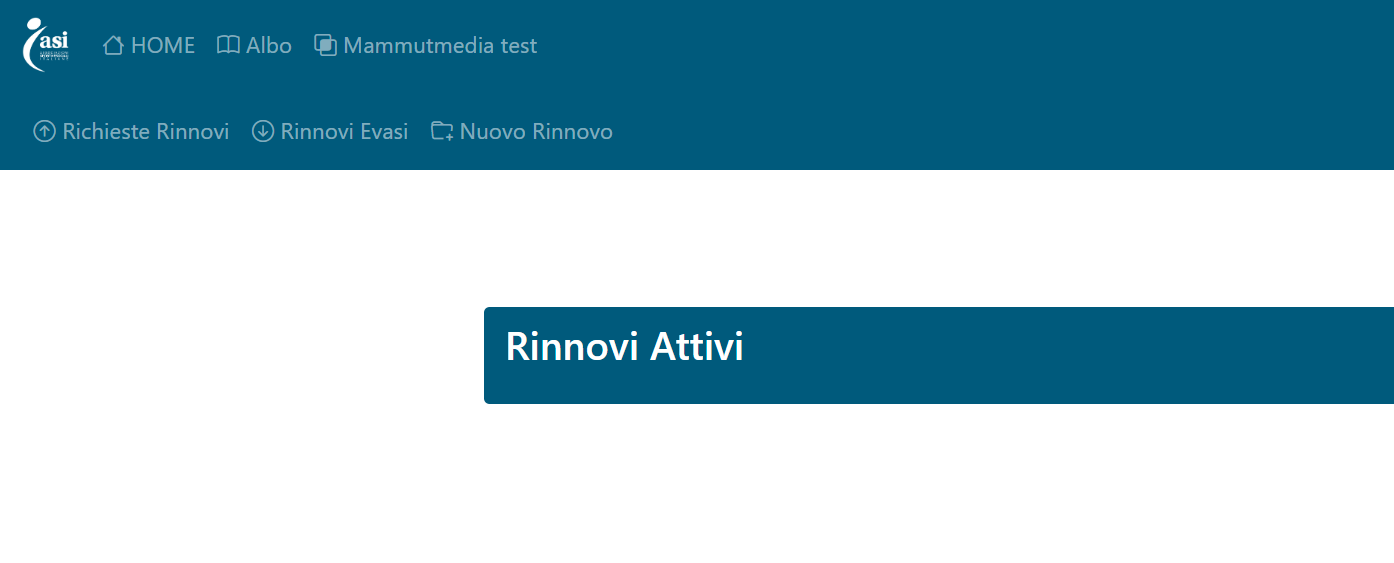 asi
HOME
Albo
Mammutmedia test
Richieste Rinnovi
Rinnovi Evasi
Nuovo Rinnovo
Rinnovi Attivi